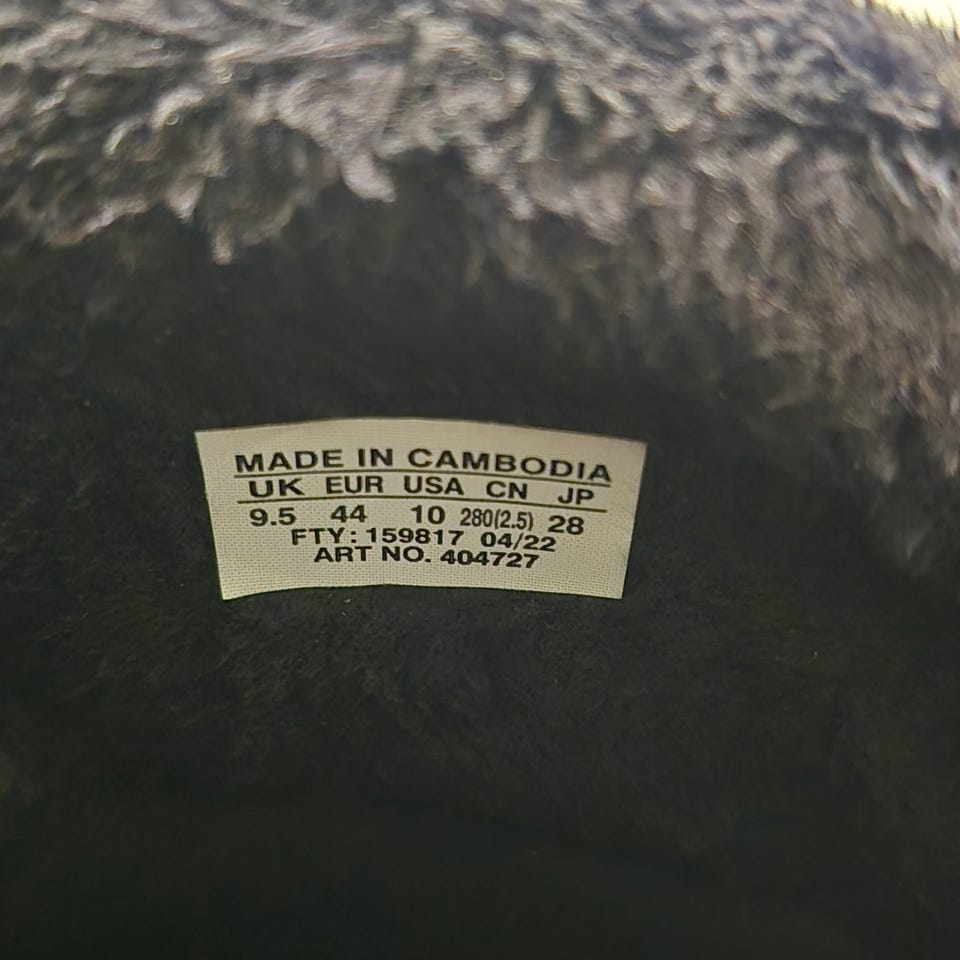 MADE IN CAMBODIA
UK EUR USA CN JP
9.5 44 10 280(2.5) 28
FTY: 159817 04/22
ART NO. 404727